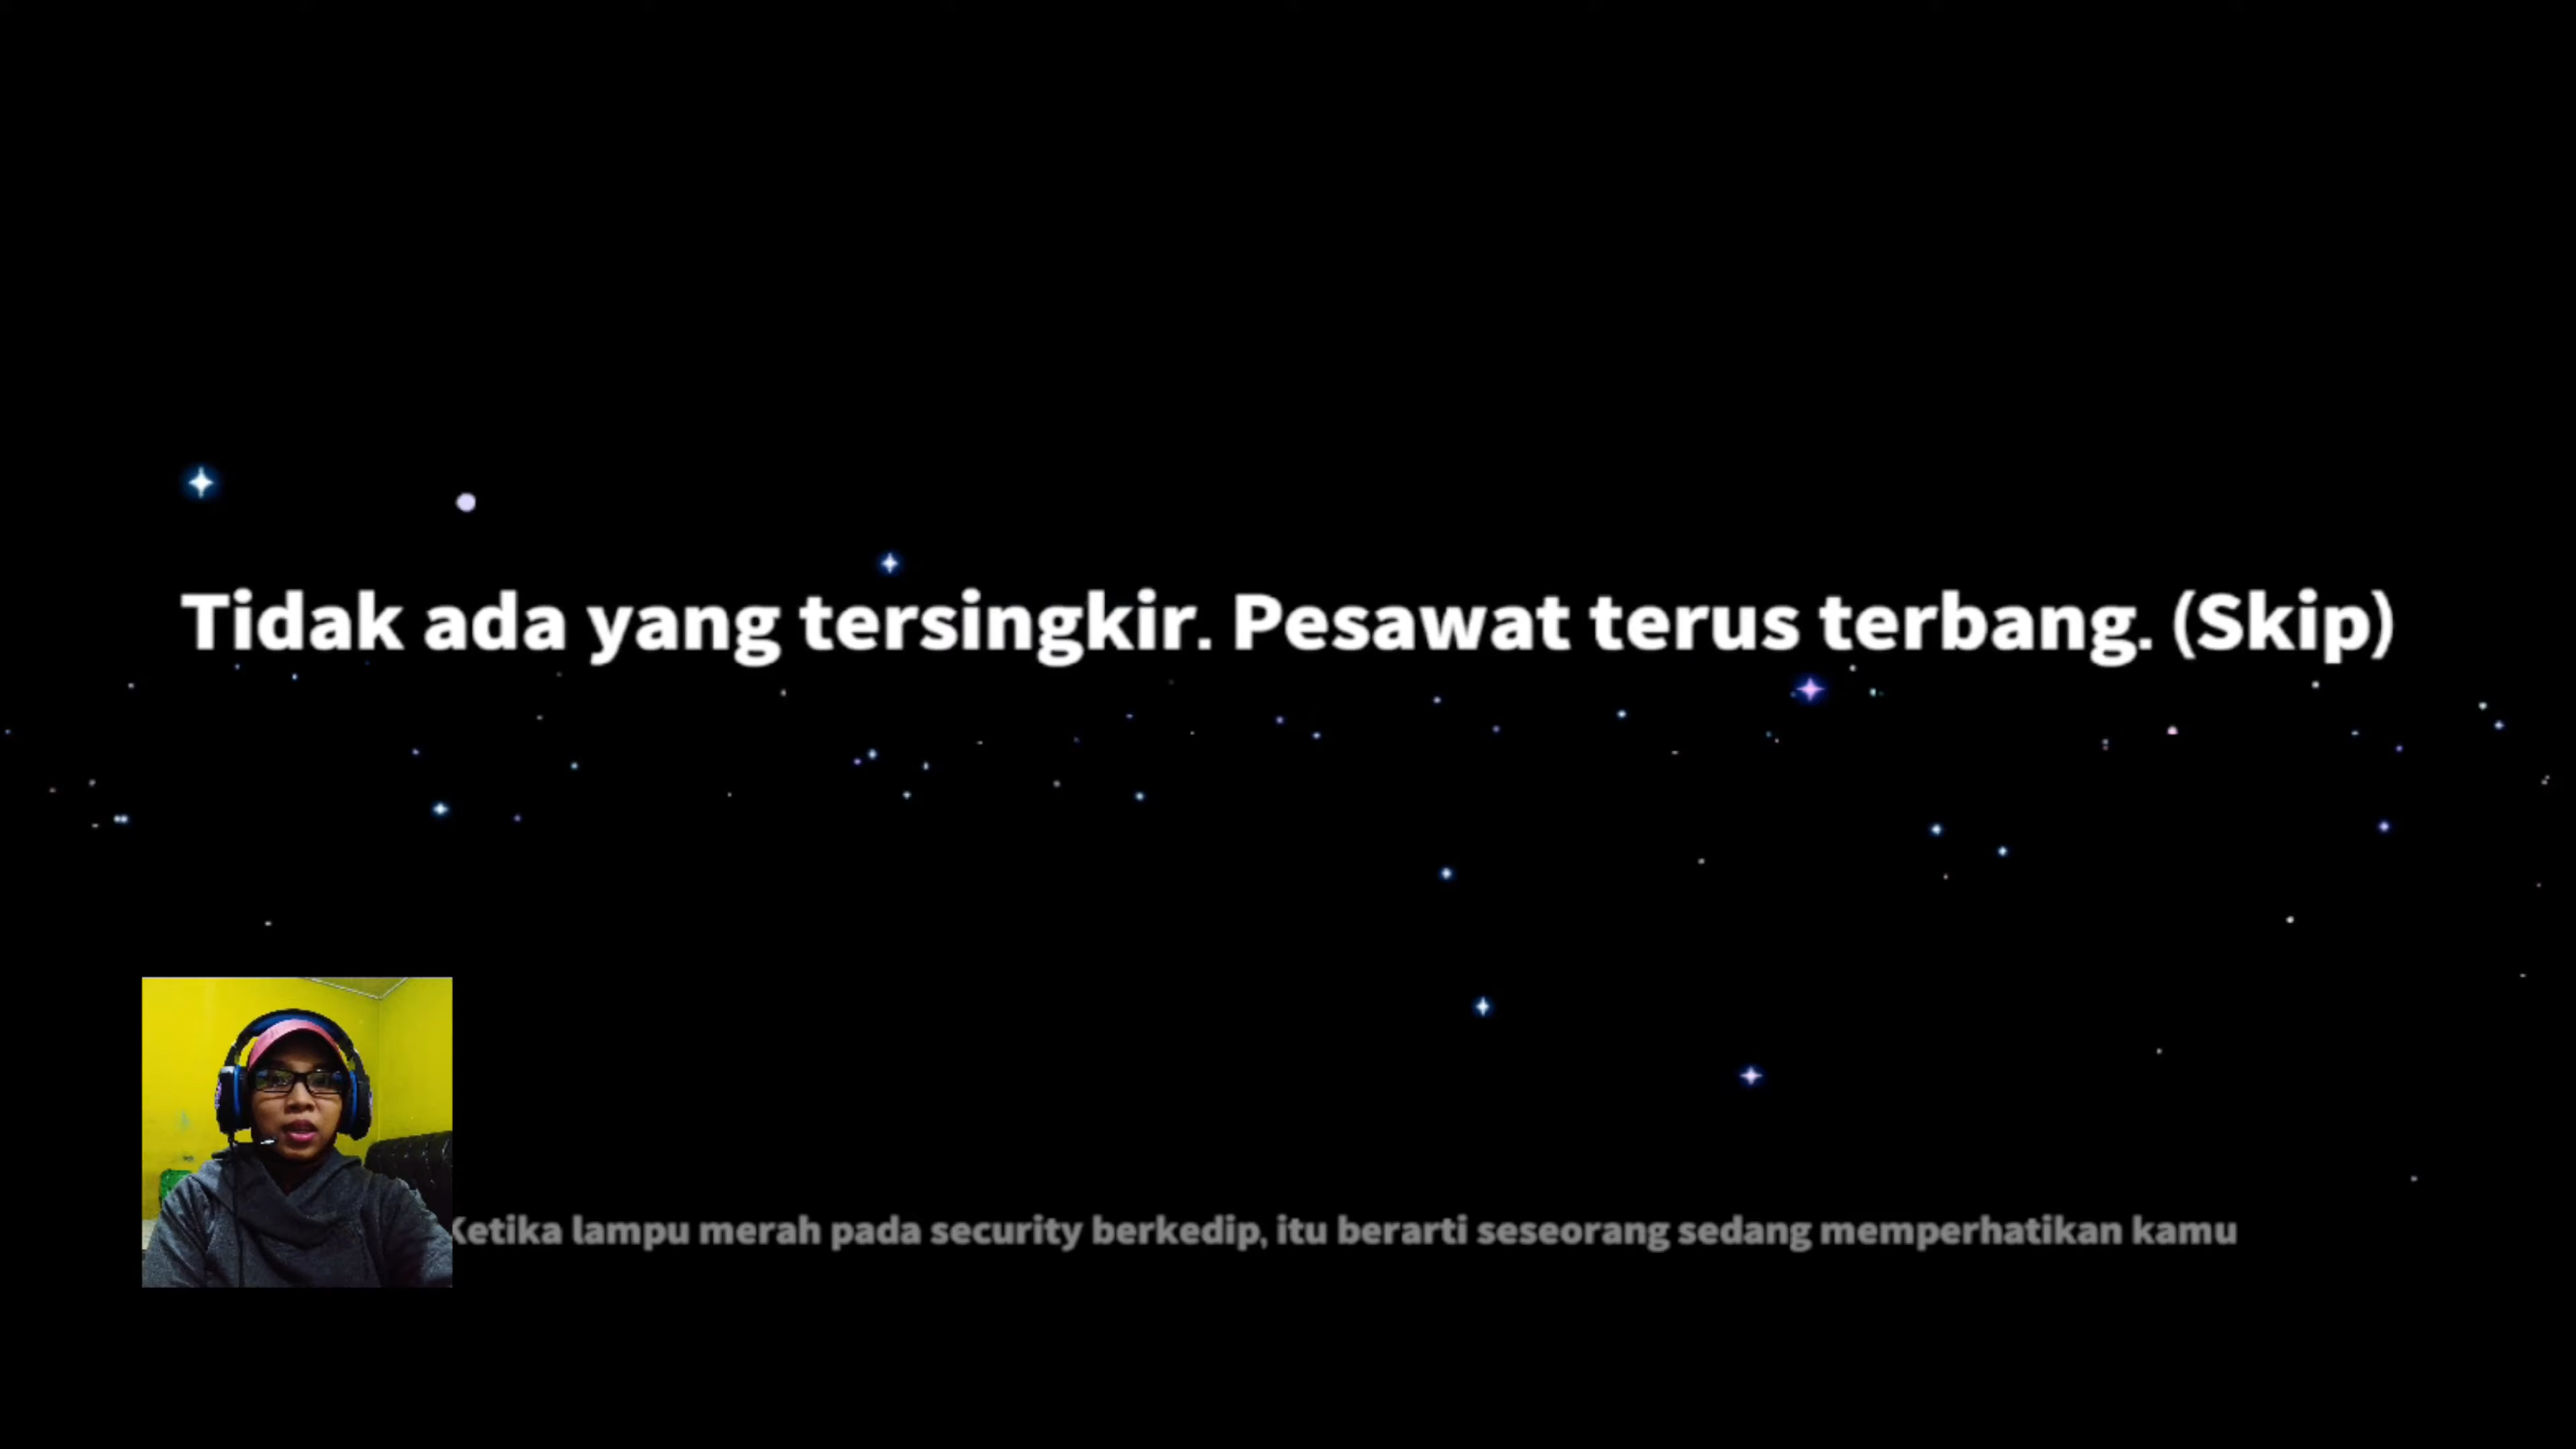 Tidak ada yang tersingkir. Pesawat terus terbang. (Skip)
Ketika lampu merah pada security berkedip, itu berarti seseorang sedang memperhatikan kamu